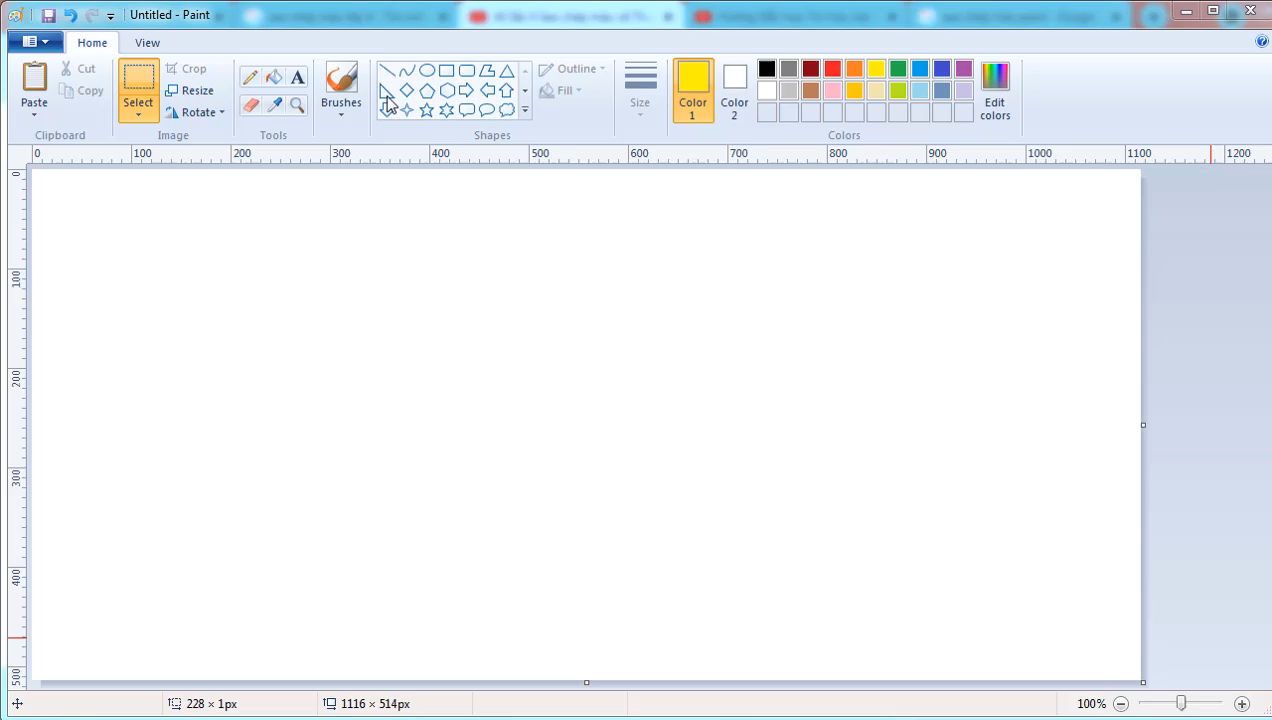 Untitled - Paint
Home View
Paste
Cut
Copy
Clipboard
Select
Crop
Resize
Rotate
Image
A
Tools
Brushes
Shapes
Outline
Fill
Size
Color 1
Color 2
Edit colors
Colors
0 100 200 300 400 500 600 700 800 900 1000 1100 1200
0
100
200
300
400
500
228 × 1px 1116 × 514px 100%